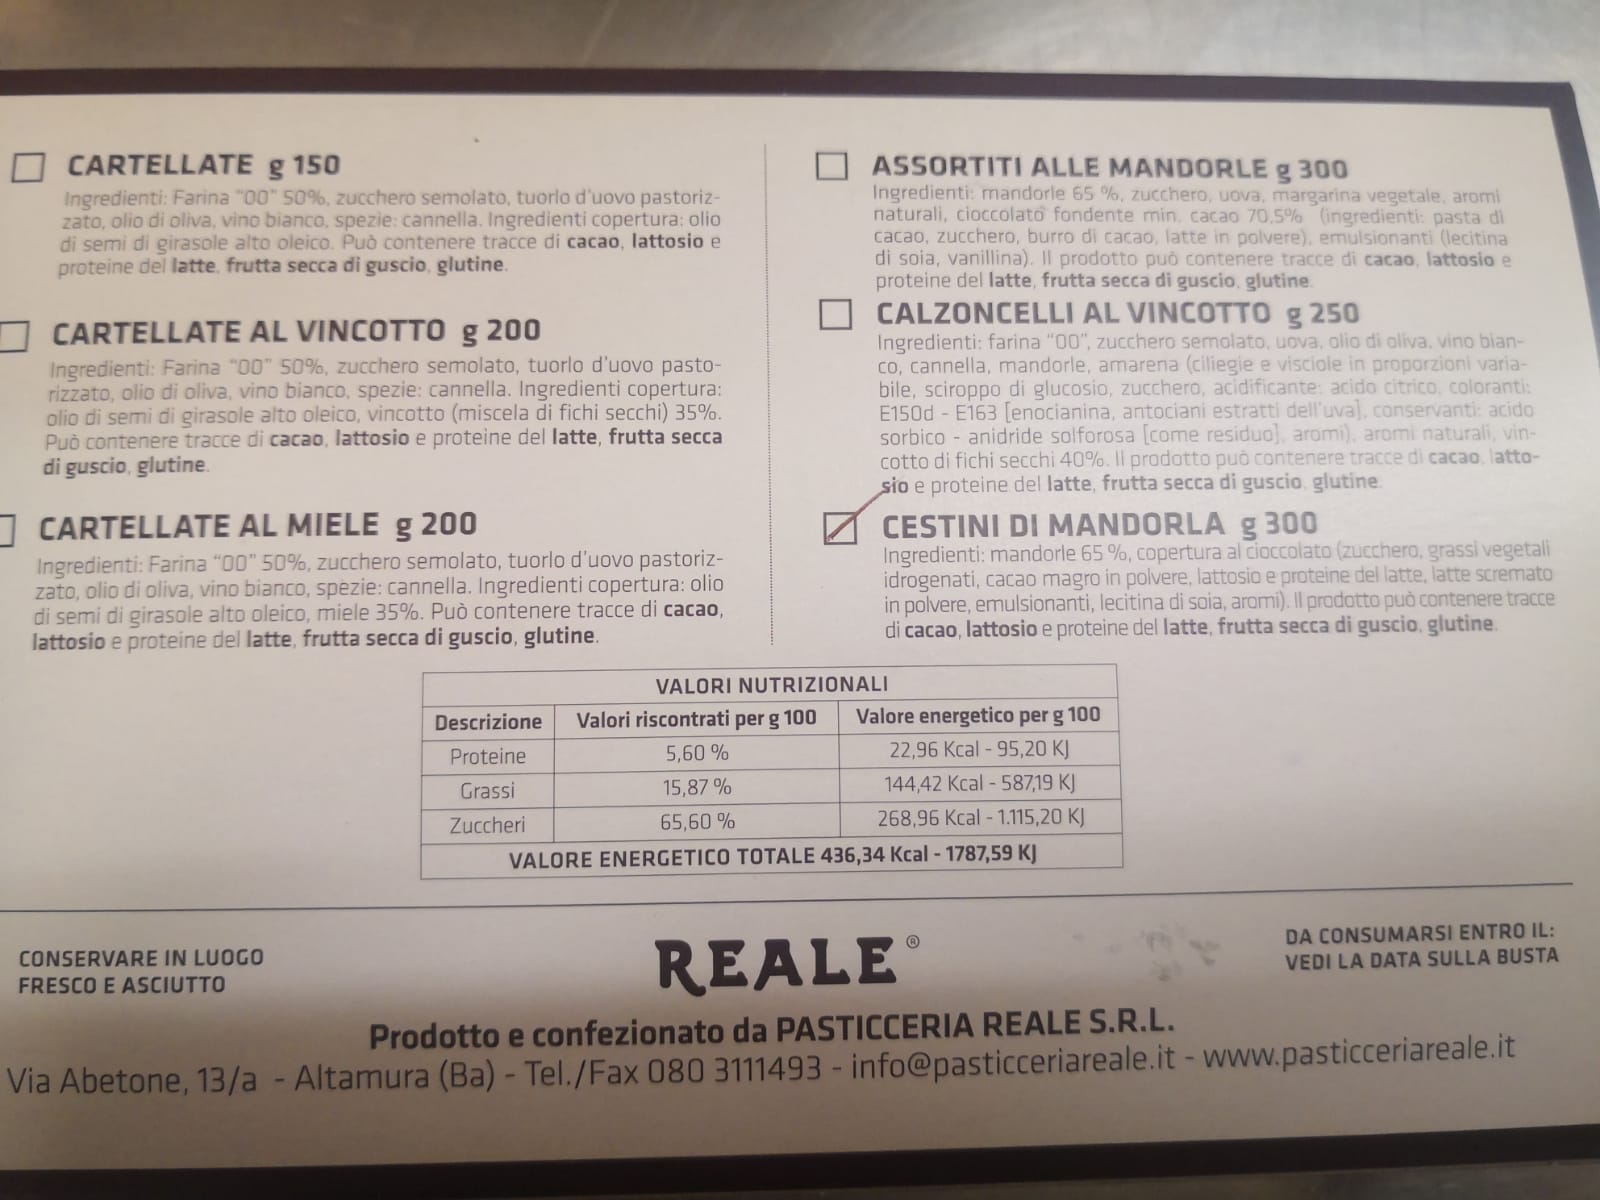 CARTELLATE g 150
Ingredienti: Farina "00" 50%, zucchero semolato, tuorlo d'uovo pastoriz-
zato, olio di oliva, vino bianco, spezie: cannella. Ingredienti copertura: olio
di semi di girasole alto oleico. Può contenere tracce di cacao, lattosio e
proteine del latte, frutta secca di guscio, glutine.
CARTELLATE AL VINCOTTO g 200
Ingredienti: Farina "00" 50%, zucchero semolato, tuorlo d'uovo pasto-
rizzato, olio di oliva, vino bianco, spezie: cannella. Ingredienti copertura:
olio di semi di girasole alto oleico, vincotto (miscela di fichi secchi) 35%.
Può contenere tracce di cacao, lattosio e proteine del latte, frutta secca
di guscio, glutine.
CARTELLATE AL MIELE g 200
Ingredienti: Farina "00" 50%, zucchero semolato, tuorlo d'uovo pastoriz-
zato, olio di oliva, vino bianco, spezie: cannella. Ingredienti copertura: olio
di semi di girasole alto oleico, miele 35%. Può contenere tracce di cacao,
lattosio e proteine del latte, frutta secca di guscio, glutine.
ASSORTITI ALLE MANDORLE g 300
Ingredienti: mandorle 65 %, zucchero, uova, margarina vegetale, aromi
naturali, cioccolato fondente min. cacao 70,5% (ingredienti: pasta di
cacao, zucchero, burro di cacao, latte in polvere), emulsionanti (lecitina
di soia, vanillina). Il prodotto può contenere tracce di cacao, lattosio e
proteine del latte, frutta secca di guscio, glutine.
CALZONCELLI AL VINCOTTO g 250
Ingredienti: farina "00", zucchero semolato, uova, olio di oliva, vino bian-
co, cannella, mandorle, amarena (ciliegie e visciole in proporzioni varia-
bile, sciroppo di glucosio, zucchero, acidificante: acido citrico, coloranti:
E150d - E163 [enocianina, antociani estratti dell'uva], conservanti: acido
sorbico - anidride solforosa [come residuo], aromi), aromi naturali, vin-
cotto di fichi secchi 40%. Il prodotto può contenere tracce di cacao, latto-
sio e proteine del latte, frutta secca di guscio, glutine.
CESTINI DI MANDORLA g 300
Ingredienti: mandorle 65 %, copertura al cioccolato (zucchero, grassi vegetali
idrogenati, cacao magro in polvere, lattosio e proteine del latte, latte scremato
in polvere, emulsionanti, lecitina di soia, aromi). Il prodotto può contenere tracce
di cacao, lattosio e proteine del latte, frutta secca di guscio, glutine.
VALORI NUTRIZIONALI
Descrizione Valori riscontrati per g 100 Valore energetico per g 100
Proteine 5,60 % 22,96 Kcal - 95,20 KJ
Grassi 15,87 % 144,42 Kcal - 587,19 KJ
Zuccheri 65,60 % 268,96 Kcal - 1.115,20 KJ
VALORE ENERGETICO TOTALE 436,34 Kcal - 1787,59 KJ
CONSERVARE IN LUOGO
FRESCO E ASCIUTTO
REALE ®
DA CONSUMARSI ENTRO IL:
VEDI LA DATA SULLA BUSTA
Prodotto e confezionato da PASTICCERIA REALE S.R.L.
Via Abetone, 13/a - Altamura (Ba) - Tel./Fax 080 3111493 - info@pasticceriareale.it - www.pasticceriareale.it